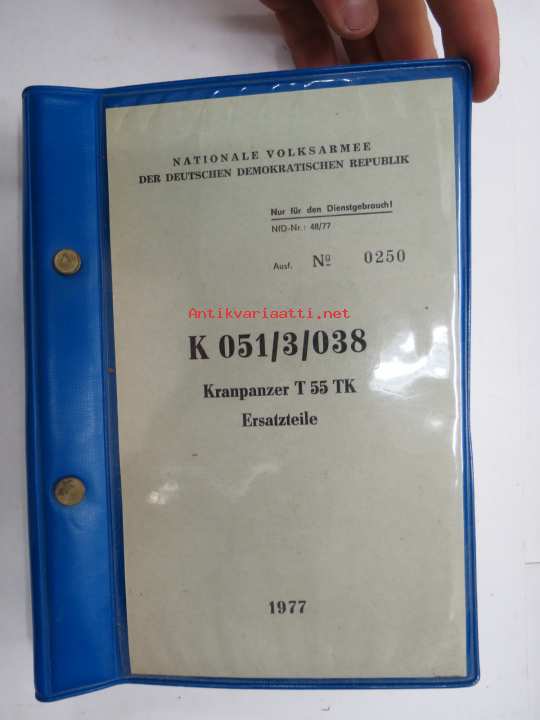 NATIONALE VOLKSARMEE
DER DEUTSCHEN DEMOKRATISCHEN REPUBLIK
Nur für den Dienstgebrauch!
NfD-Nr.: 48/77
Ausf. Nº 0250
Antikvariaatti.net
K 051/3/038
Kranpanzer T 55 TK
Ersatzteile
1977